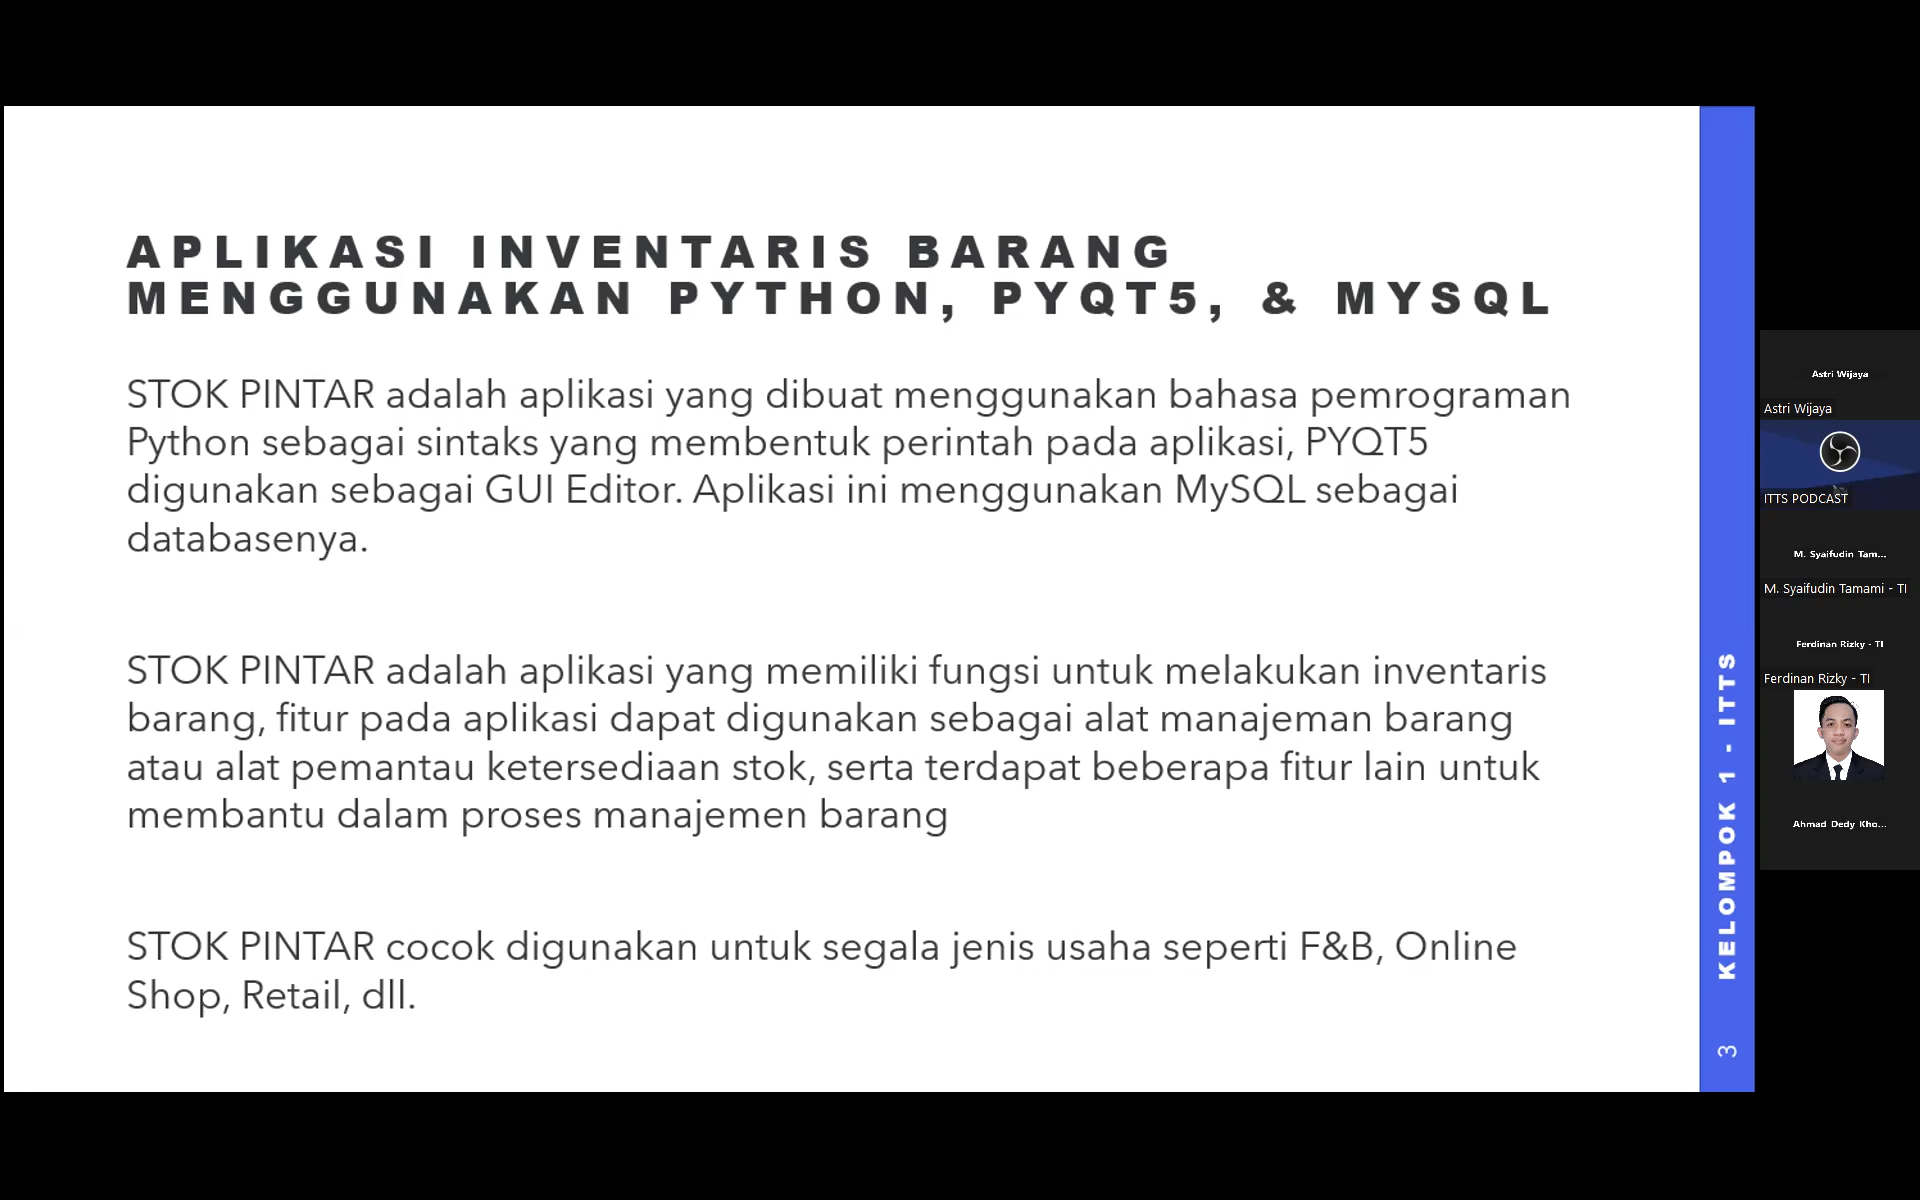 APLIKASI INVENTARIS BARANG
MENGGUNAKAN PYTHON, PYQT5, & MYSQL
STOK PINTAR adalah aplikasi yang dibuat menggunakan bahasa pemrograman
Python sebagai sintaks yang membentuk perintah pada aplikasi, PYQT5
digunakan sebagai GUI Editor. Aplikasi ini menggunakan MySQL sebagai
databasenya.
STOK PINTAR adalah aplikasi yang memiliki fungsi untuk melakukan inventaris
barang, fitur pada aplikasi dapat digunakan sebagai alat manajeman barang
atau alat pemantau ketersediaan stok, serta terdapat beberapa fitur lain untuk
membantu dalam proses manajemen barang
STOK PINTAR cocok digunakan untuk segala jenis usaha seperti F&B, Online
Shop, Retail, dll.
KELOMPOK 1 - ITTS
3
Astri Wijaya
Astri Wijaya
ITTS PODCAST
M. Syaifudin Tam...
M. Syaifudin Tamami - TI
Ferdinan Rizky - TI
Ferdinan Rizky - TI
Ahmad Dedy Kho...